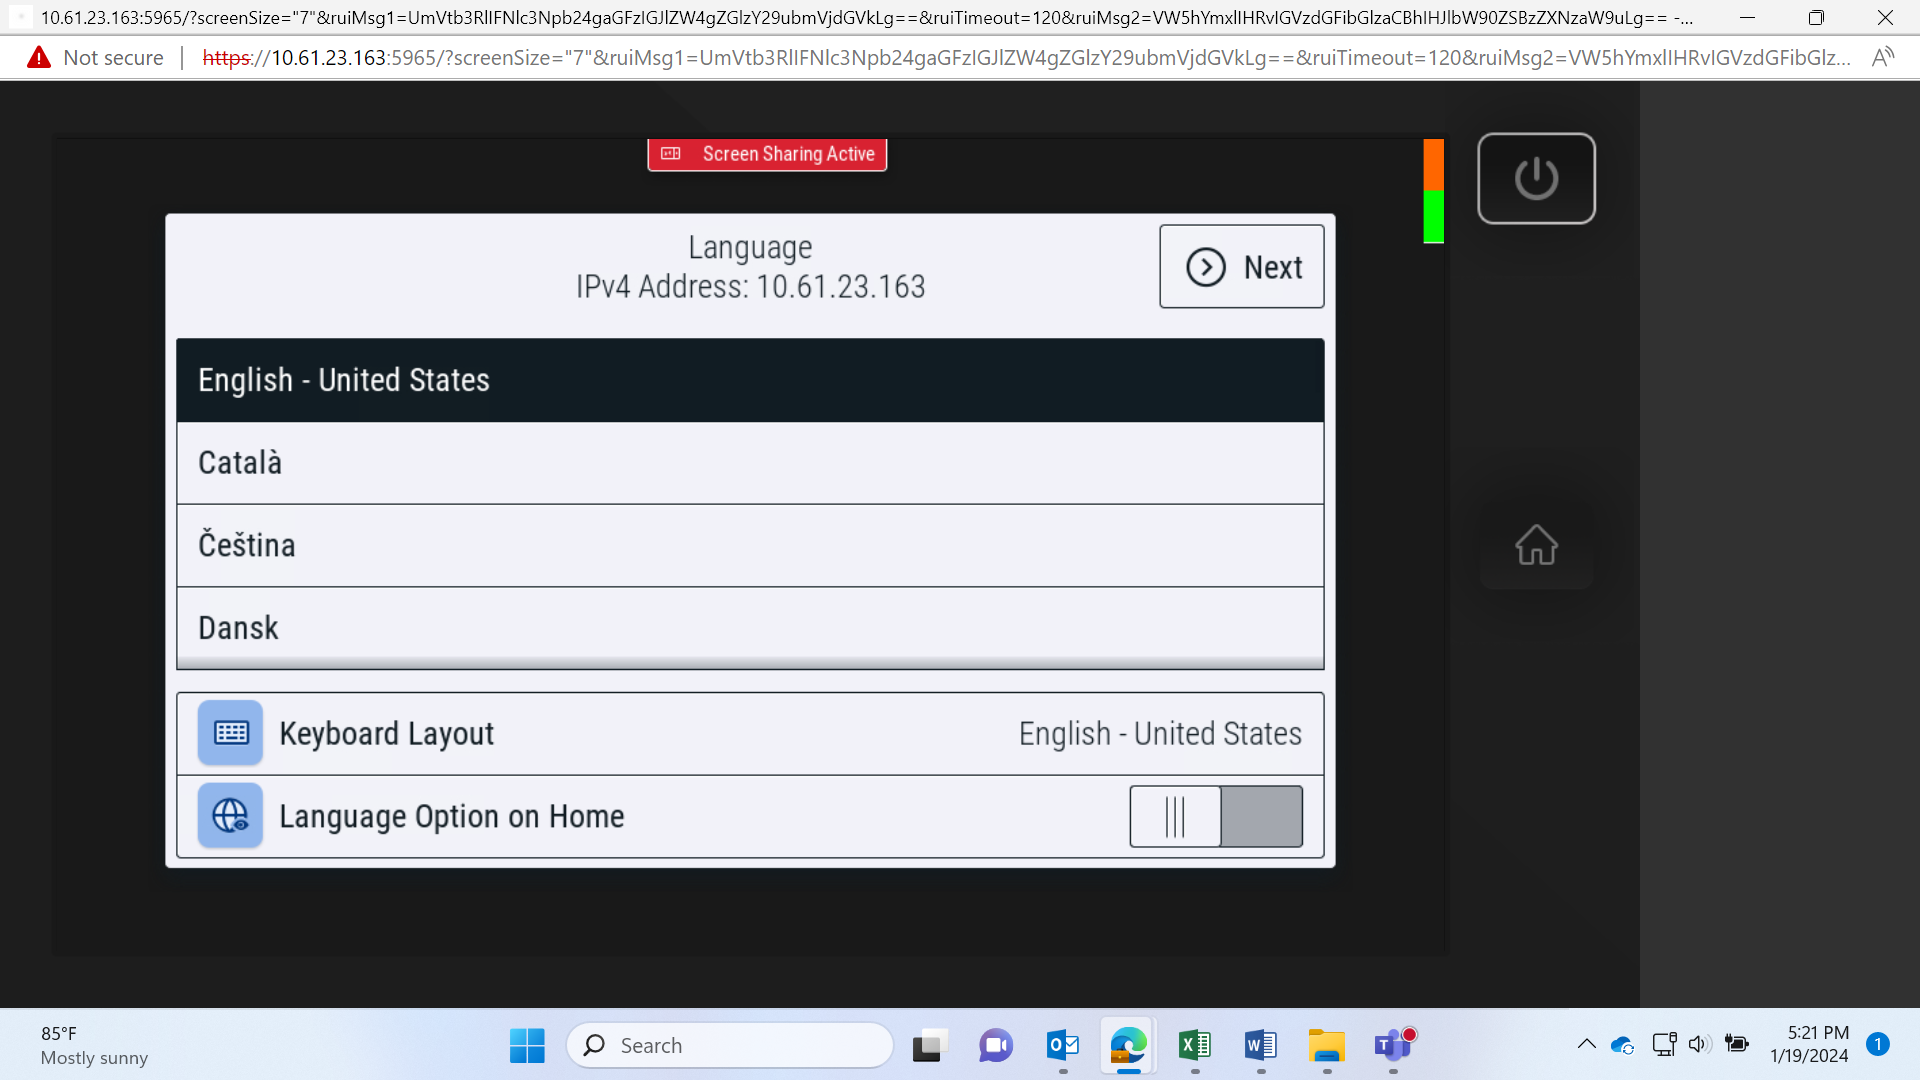 10.61.23.163:5965/?screenSize="7"&ruiMsg1=UmVtb3RlIFNlc3Npb24gaGFzIGJlZW4gZGlzY29ubmVjdGVkLg==&ruiTimeout=120&ruiMsg2=VW5hYmxlIHRvIGVzdGFibGlzaCBhIHJlbW90ZSBzZXNzaW9uLg== -...
Not secure
https://10.61.23.163:5965/?screenSize="7"&ruiMsg1=UmVtb3RlIFNlc3Npb24gaGFzIGJlZW4gZGlzY29ubmVjdGVkLg==&ruiTimeout=120&ruiMsg2=VW5hYmxlIHRvIGVzdGFibGlz...
Screen Sharing Active
Language
IPv4 Address: 10.61.23.163
Next
English - United States
Català
Čeština
Dansk
Keyboard Layout English - United States
Language Option on Home
85°F
Mostly sunny
Search
5:21 PM
1/19/2024
1